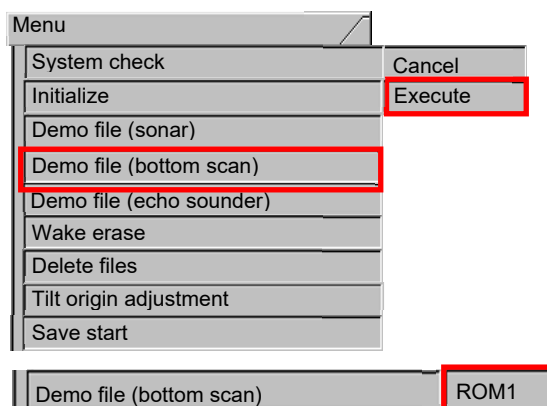 Menu
System check
Cancel
Initialize
Execute
Demo file (sonar)
Demo file (bottom scan)
Demo file (echo sounder)
Wake erase
Delete files
Tilt origin adjustment
Save start
Demo file (bottom scan)
ROM1